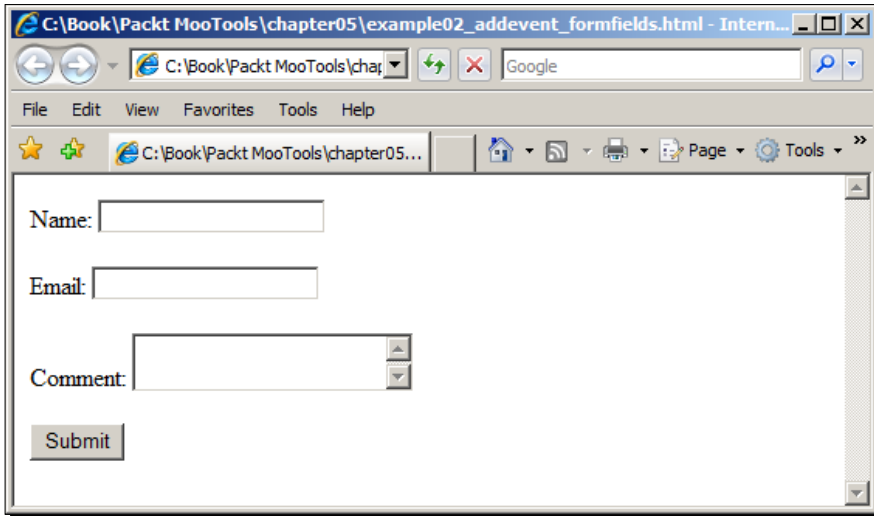 C:\Book\Packt MooTools\chapter05\example02_addevent_formfields.html - Intern...
C:\Book\Packt MooTools\chap
Google
File Edit View Favorites Tools Help
C:\Book\Packt MooTools\chapter05...
Page
Tools
»
Name:
Email:
Comment:
Submit